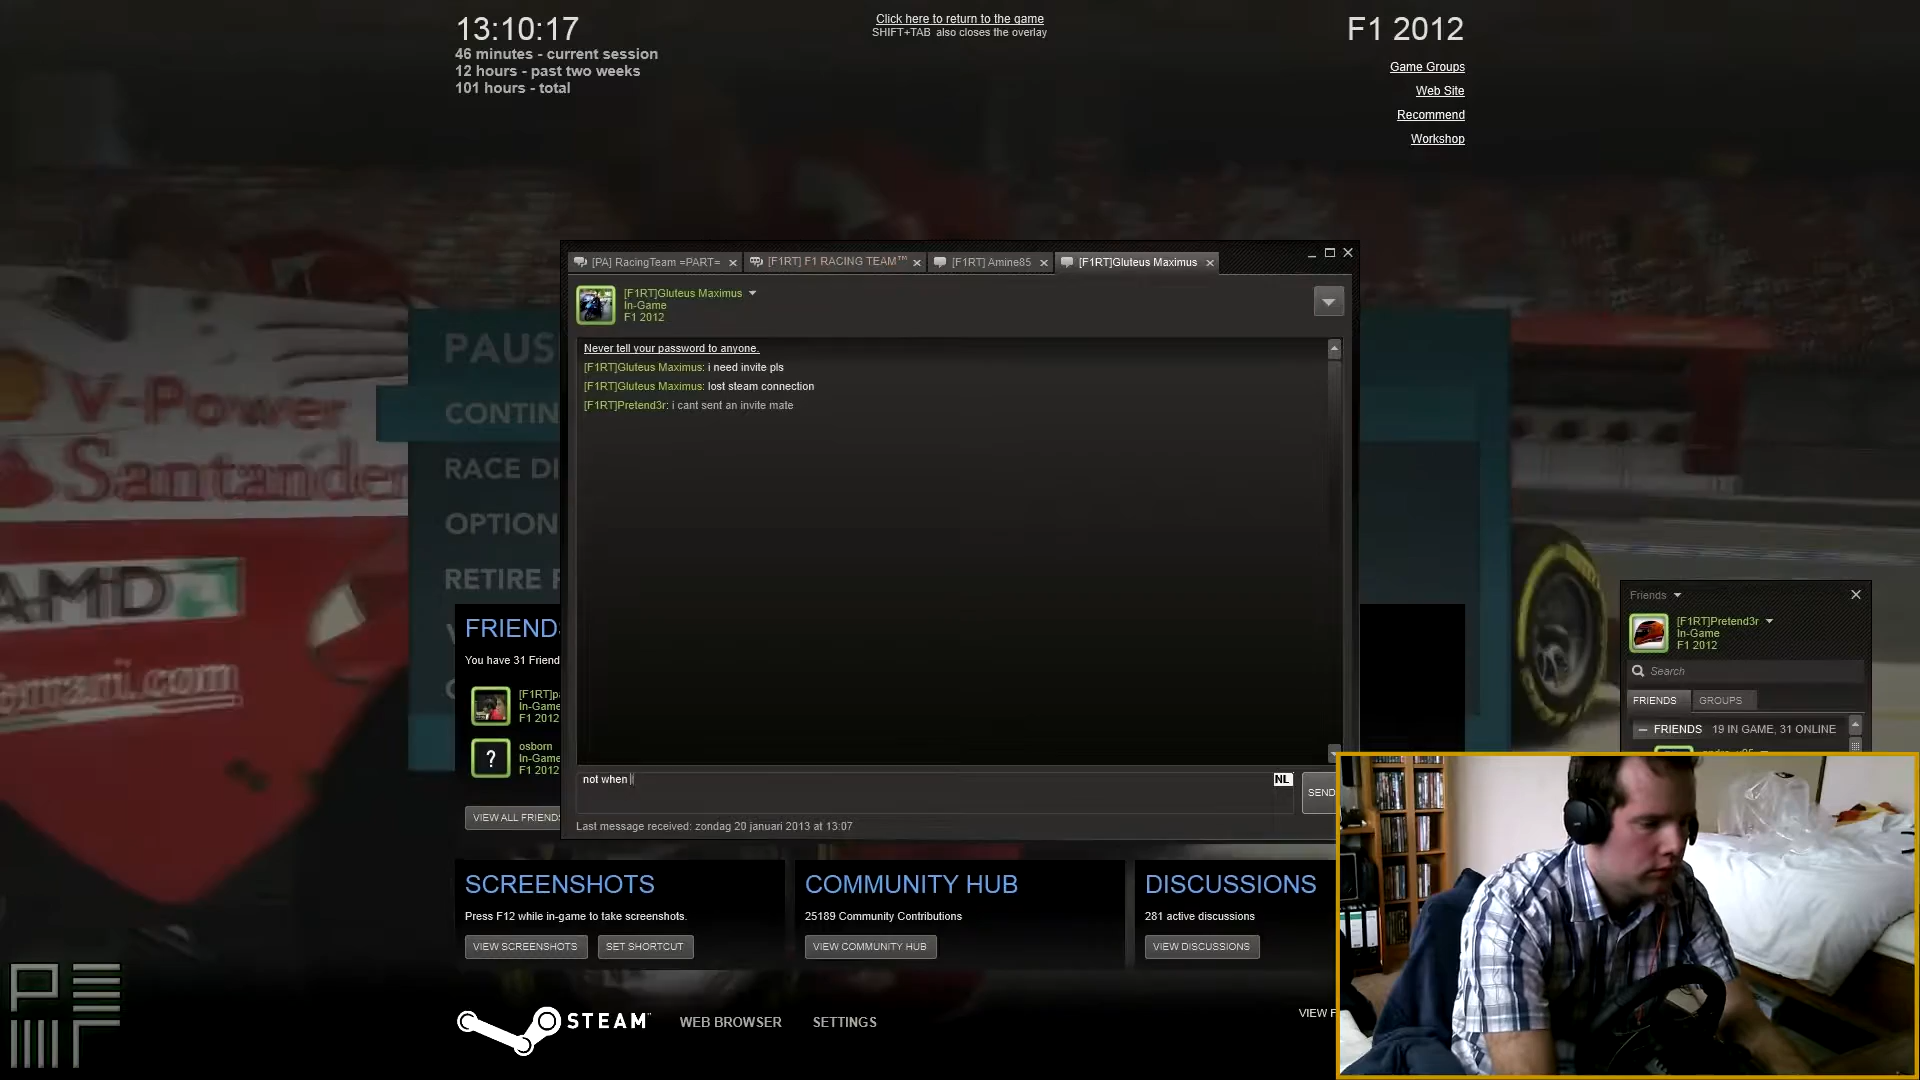 13:10:17
46 minutes - current session
12 hours - past two weeks
101 hours - total
Click here to return to the game
SHIFT+TAB also closes the overlay
F1 2012
Game Groups
Web Site
Recommend
Workshop
[PA] RacingTeam =PART=
[F1RT] F1 RACING TEAM™
[F1RT] Amine85
[F1RT]Gluteus Maximus
[F1RT]Gluteus Maximus
In-Game
F1 2012
Never tell your password to anyone.
[F1RT]Gluteus Maximus: i need invite pls
[F1RT]Gluteus Maximus: lost steam connection
[F1RT]Pretend3r: i cant sent an invite mate
not when
NL
SEND
Last message received: zondag 20 januari 2013 at 13:07
PAUS
CONTIN
RACE DI
OPTION
RETIRE F
V-Power
Santander
AMD
FRIENDS
You have 31 Friend
[F1RT]pa
In-Game
F1 2012
?
osborn
In-Game
F1 2012
VIEW ALL FRIENDS
Friends
[F1RT]Pretend3r
In-Game
F1 2012
Search
FRIENDS
GROUPS
FRIENDS 19 IN GAME, 31 ONLINE
SCREENSHOTS
Press F12 while in-game to take screenshots.
VIEW SCREENSHOTS
SET SHORTCUT
COMMUNITY HUB
25189 Community Contributions
VIEW COMMUNITY HUB
DISCUSSIONS
281 active discussions
VIEW DISCUSSIONS
STEAM™
WEB BROWSER
SETTINGS
VIEW F